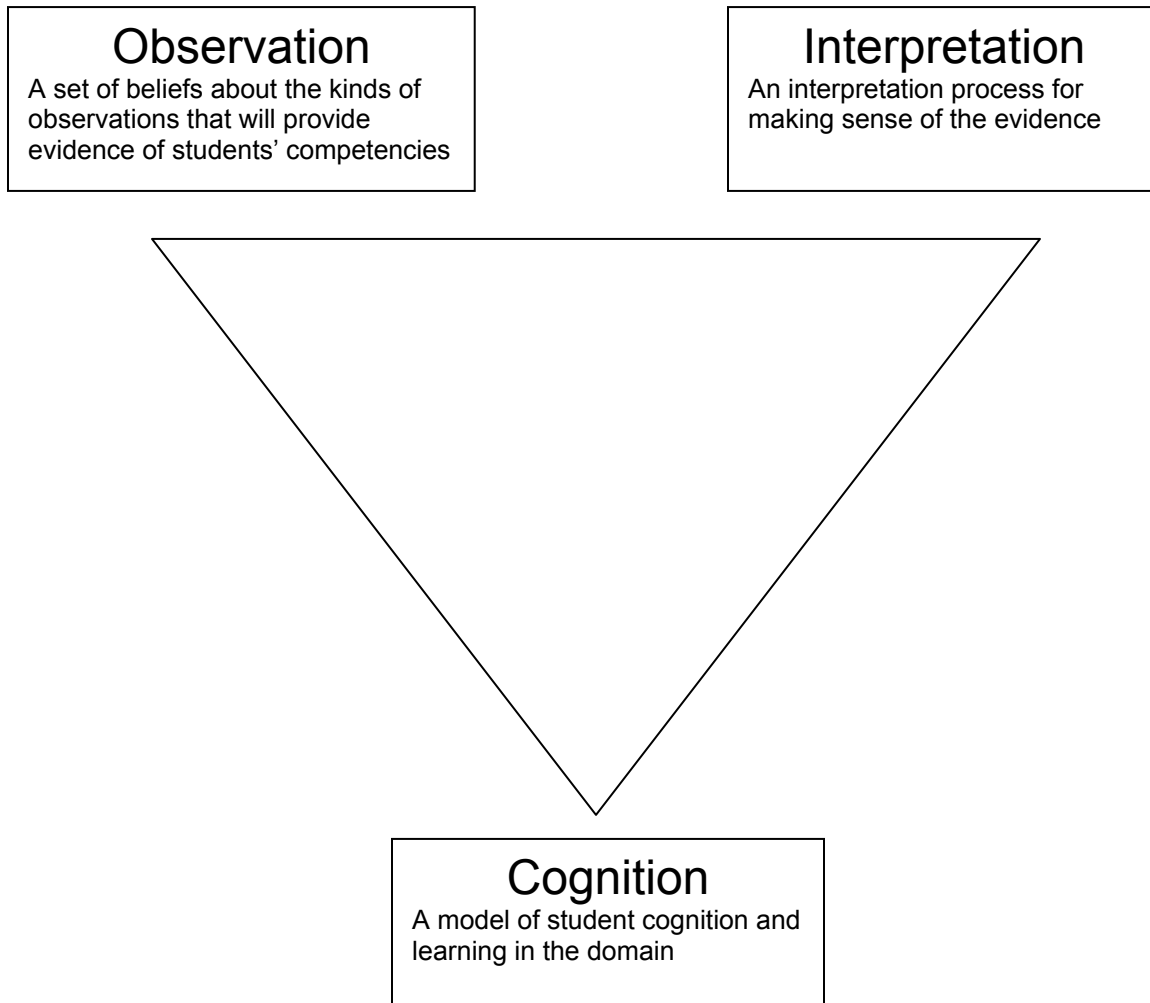 Observation
A set of beliefs about the kinds of
observations that will provide
evidence of students’ competencies
Interpretation
An interpretation process for
making sense of the evidence
Cognition
A model of student cognition and
learning in the domain